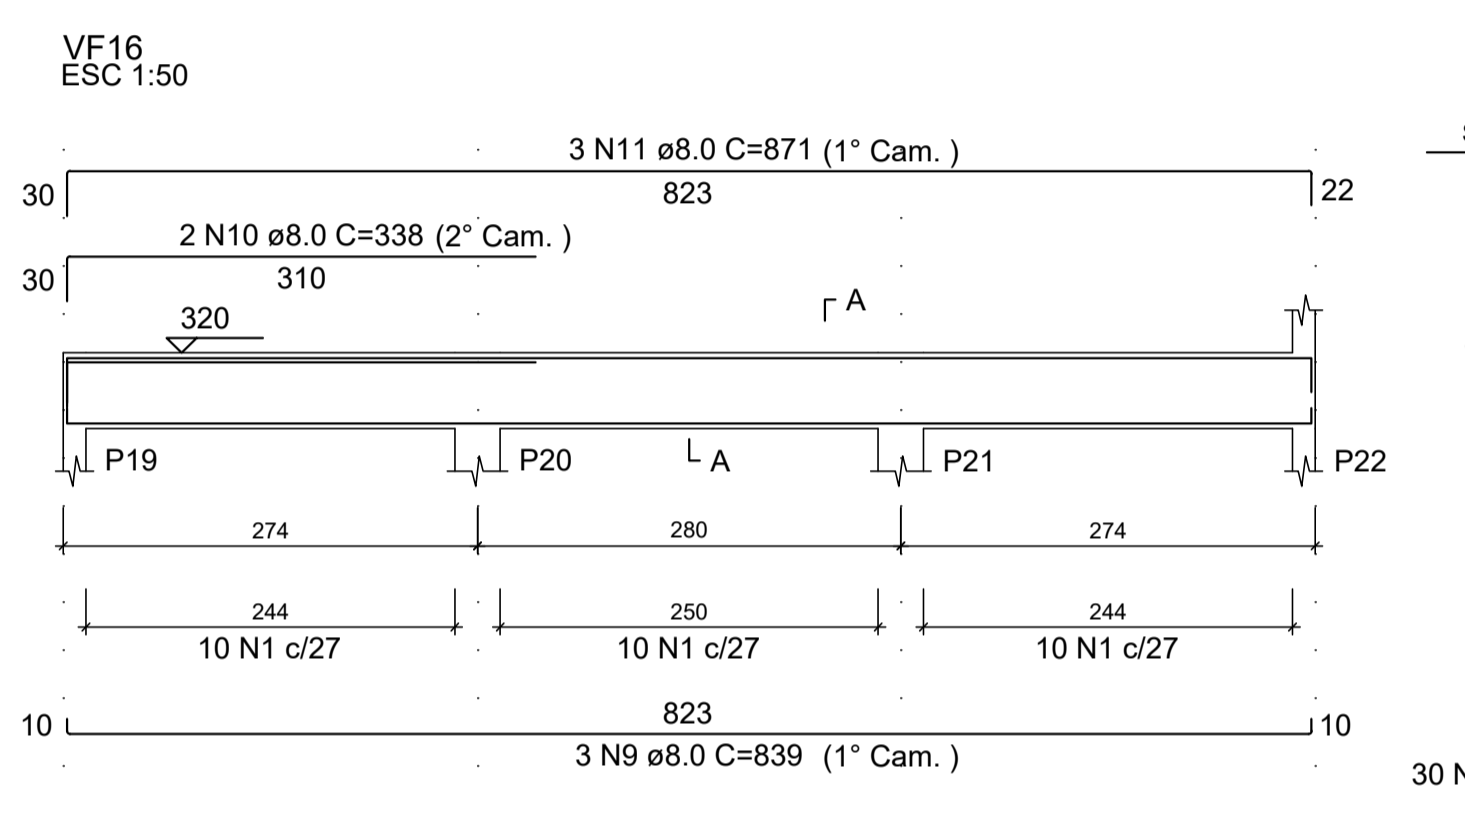 VF16
ESC 1:50
3 N11 ø8.0 C=871 (1° Cam. )
30 823 22
2 N10 ø8.0 C=338 (2° Cam. )
30 310
A
320
P19 P20 A P21 P22
274 280 274
244 250 244
10 N1 c/27 10 N1 c/27 10 N1 c/27
823
10 10
3 N9 ø8.0 C=839 (1° Cam. )
30 N